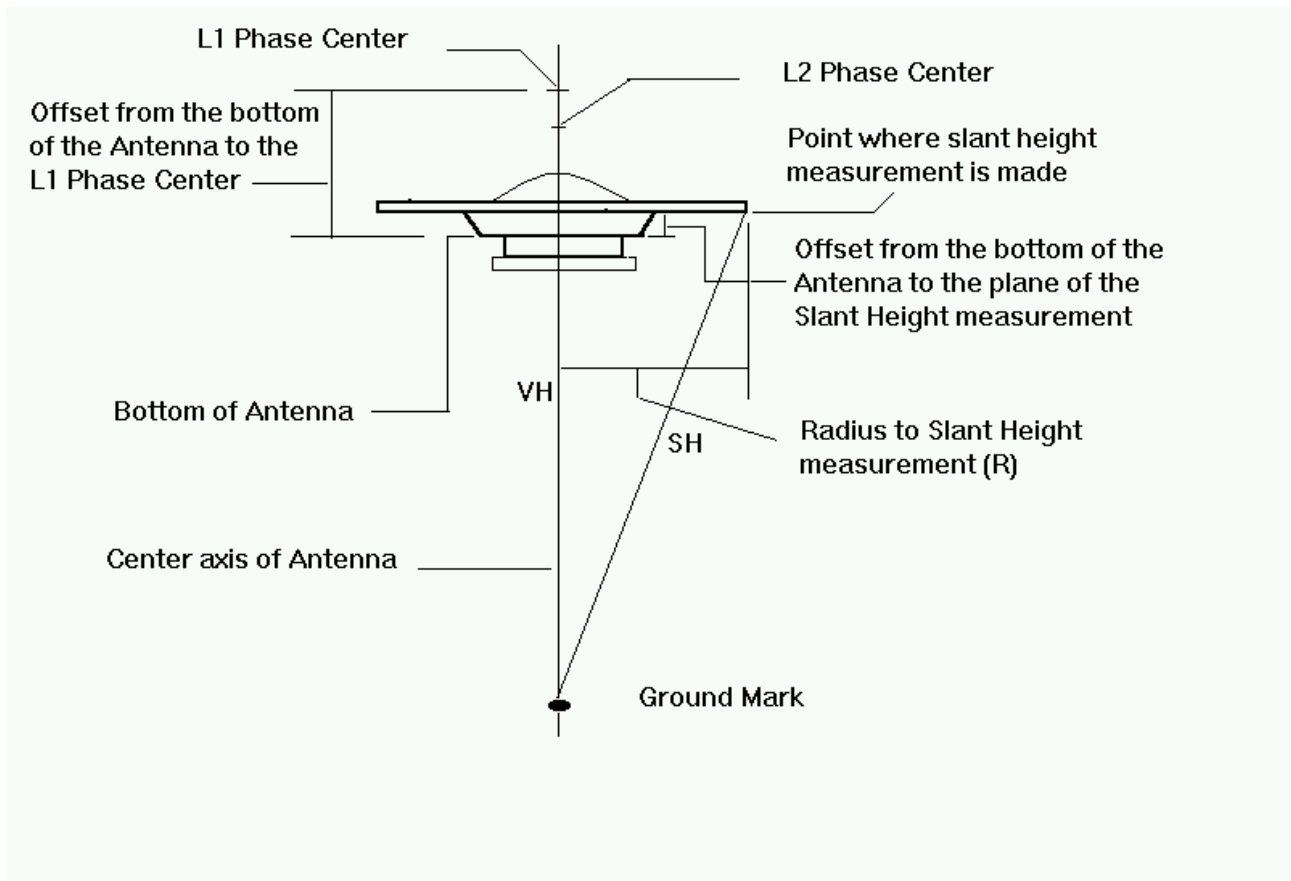 L1 Phase Center
L2 Phase Center
Offset from the bottom
of the Antenna to the
L1 Phase Center
Point where slant height
measurement is made
Offset from the bottom of the
Antenna to the plane of the
Slant Height measurement
VH
Bottom of Antenna
SH
Radius to Slant Height
measurement (R)
Center axis of Antenna
Ground Mark